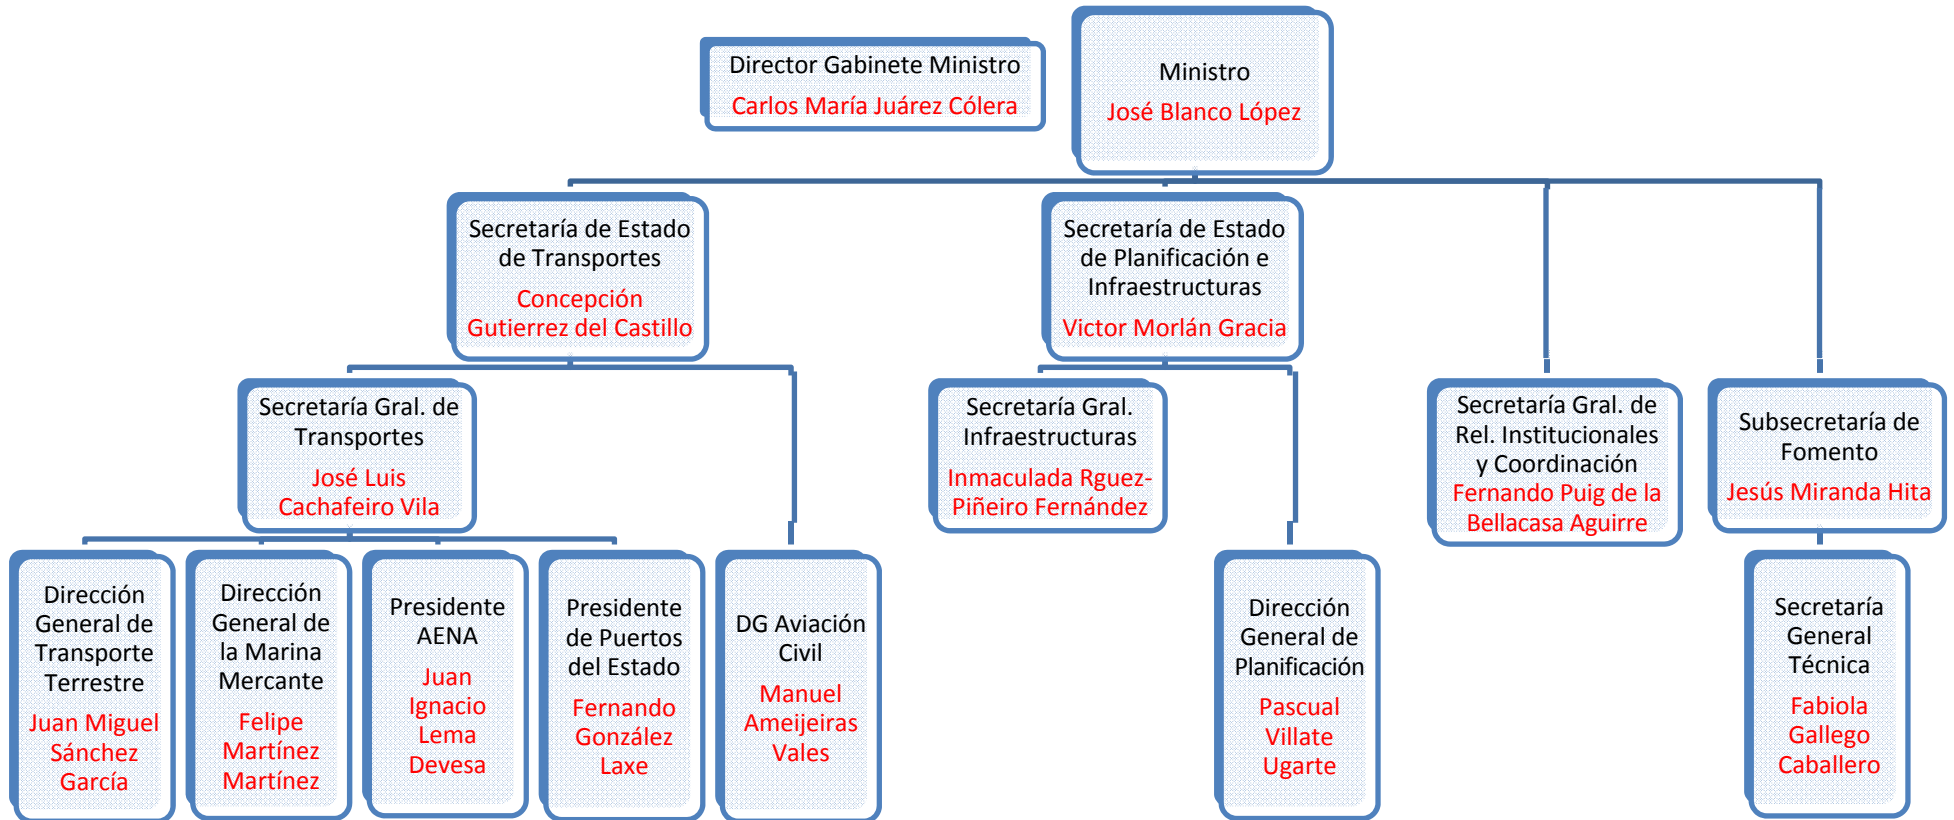 Director Gabinete Ministro
Carlos María Juárez Cólera
Ministro
José Blanco López
Secretaría de Estado
de Transportes
Concepción
Gutierrez del Castillo
Secretaría de Estado
de Planificación e
Infraestructuras
Victor Morlán Gracia
Secretaría Gral. de
Transportes
José Luis
Cachafeiro Vila
Secretaría Gral.
Infraestructuras
Inmaculada Rguez-
Piñeiro Fernández
Secretaría Gral. de
Rel. Institucionales
y Coordinación
Fernando Puig de la
Bellacasa Aguirre
Subsecretaría de
Fomento
Jesús Miranda Hita
Dirección
General de
Transporte
Terrestre
Juan Miguel
Sánchez
García
Dirección
General de
la Marina
Mercante
Felipe
Martínez
Martínez
Presidente
AENA
Juan
Ignacio
Lema
Devesa
Presidente
de Puertos
del Estado
Fernando
González
Laxe
DG Aviación
Civil
Manuel
Ameijeiras
Vales
Dirección
General de
Planificación
Pascual
Villate
Ugarte
Secretaría
General
Técnica
Fabiola
Gallego
Caballero